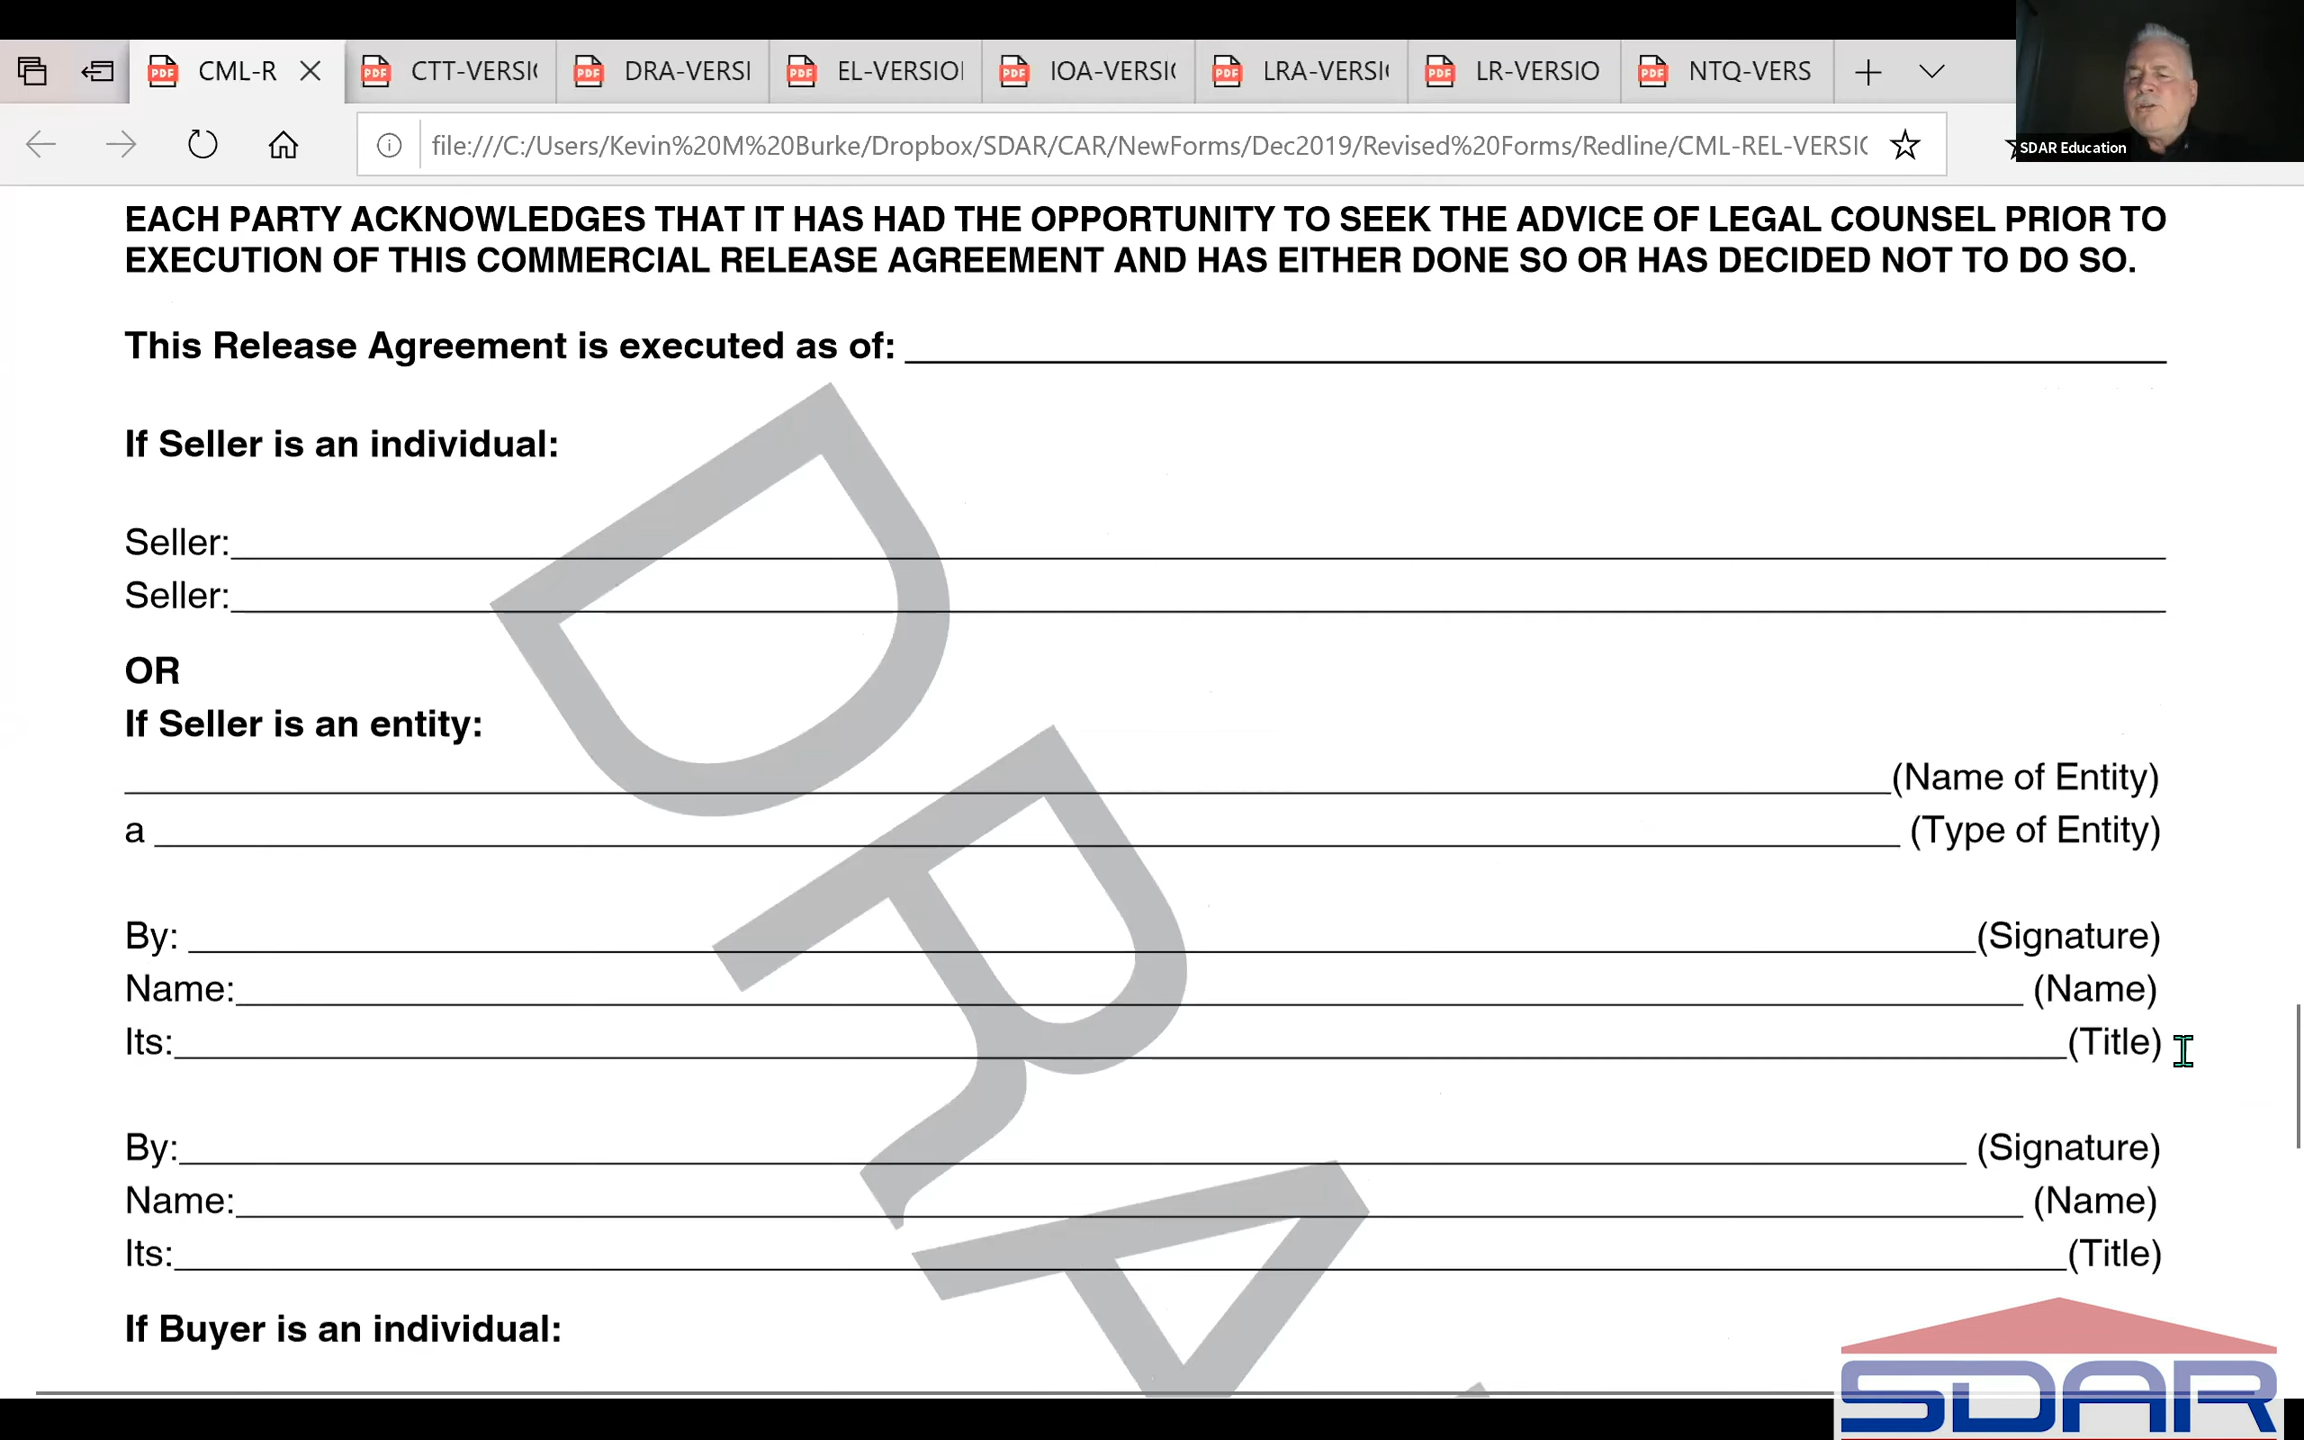 CML-R
CTT-VERSI
DRA-VERSI
EL-VERSIO
IOA-VERSI
LRA-VERSI
LR-VERSIO
NTQ-VERS
file:///C:/Users/Kevin%20M%20Burke/Dropbox/SDAR/CAR/NewForms/Dec2019/Revised%20Forms/Redline/CML-REL-VERSIC
SDAR Education
EACH PARTY ACKNOWLEDGES THAT IT HAS HAD THE OPPORTUNITY TO SEEK THE ADVICE OF LEGAL COUNSEL PRIOR TO
EXECUTION OF THIS COMMERCIAL RELEASE AGREEMENT AND HAS EITHER DONE SO OR HAS DECIDED NOT TO DO SO.
This Release Agreement is executed as of:
If Seller is an individual:
Seller:
Seller:
OR
If Seller is an entity:
(Name of Entity)
a (Type of Entity)
By: (Signature)
Name: (Name)
Its: (Title)
By: (Signature)
Name: (Name)
Its: (Title)
If Buyer is an individual:
DRA
SDAR